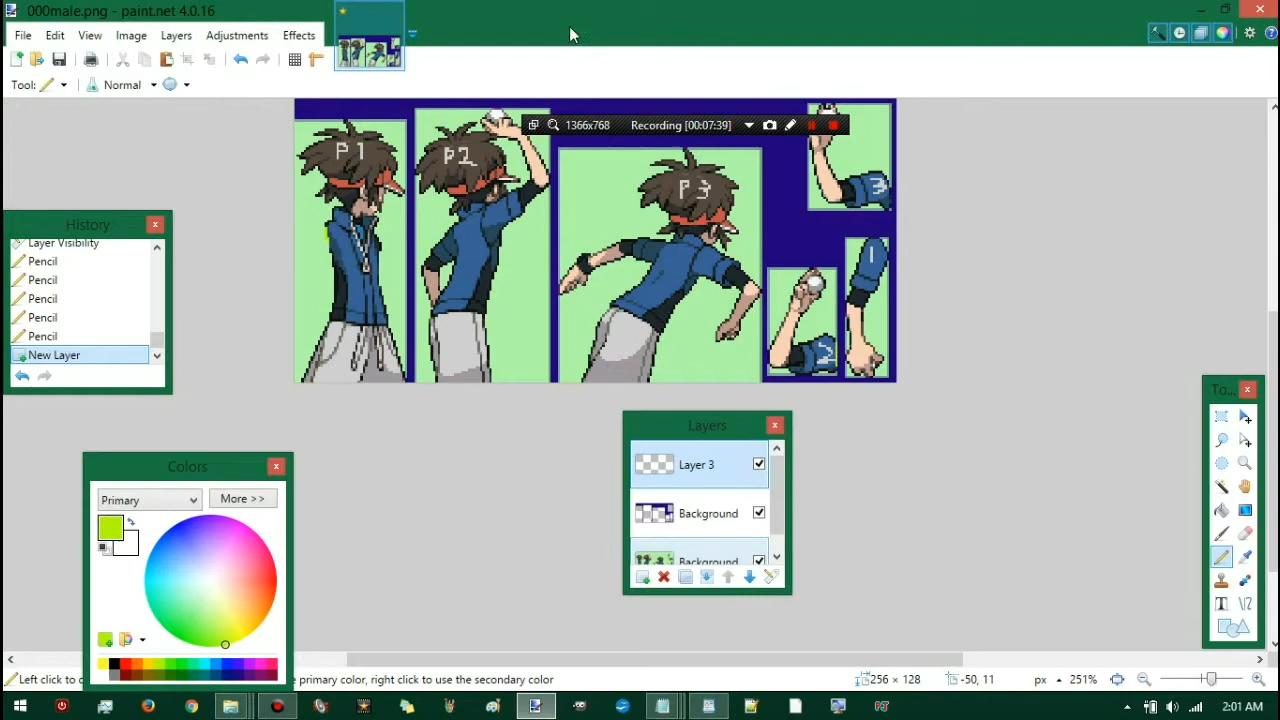 000male.png - paint.net 4.0.16
File Edit View Image Layers Adjustments Effects
Tool: Normal
1366x768 Recording [00:07:39]
P1 P2 P3 3
1
2
History
Layer Visibility
Pencil
Pencil
Pencil
Pencil
Pencil
New Layer
Layers
Layer 3
Background
Background
Colors
Primary More >>
To...
Left click to
primary color, right click to use the secondary color
256 × 128 -50, 11 px 251%
2:01 AM